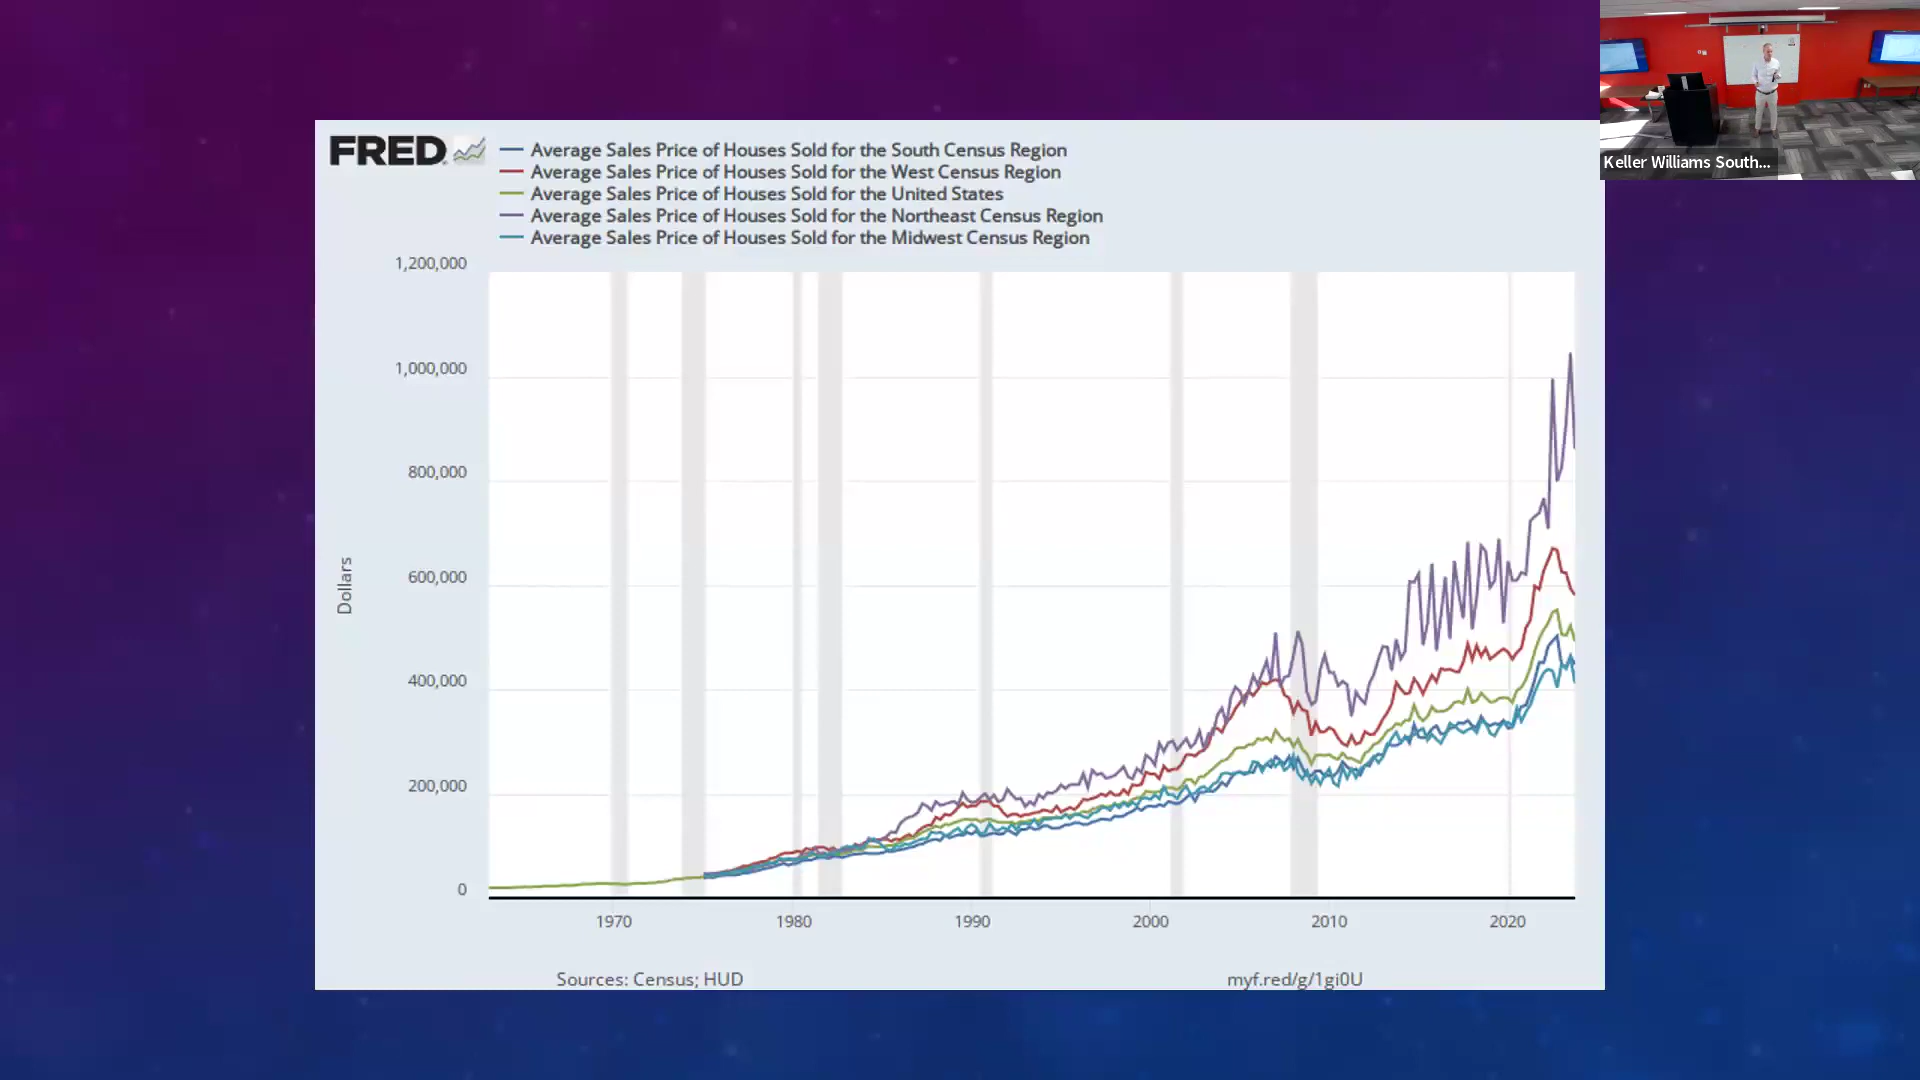 FRED
Average Sales Price of Houses Sold for the South Census Region
Average Sales Price of Houses Sold for the West Census Region
Average Sales Price of Houses Sold for the United States
Average Sales Price of Houses Sold for the Northeast Census Region
Average Sales Price of Houses Sold for the Midwest Census Region
Keller Williams South...
1,200,000
1,000,000
800,000
600,000
400,000
200,000
0
Dollars
1970 1980 1990 2000 2010 2020
Sources: Census; HUD
myf.red/g/1gi0U